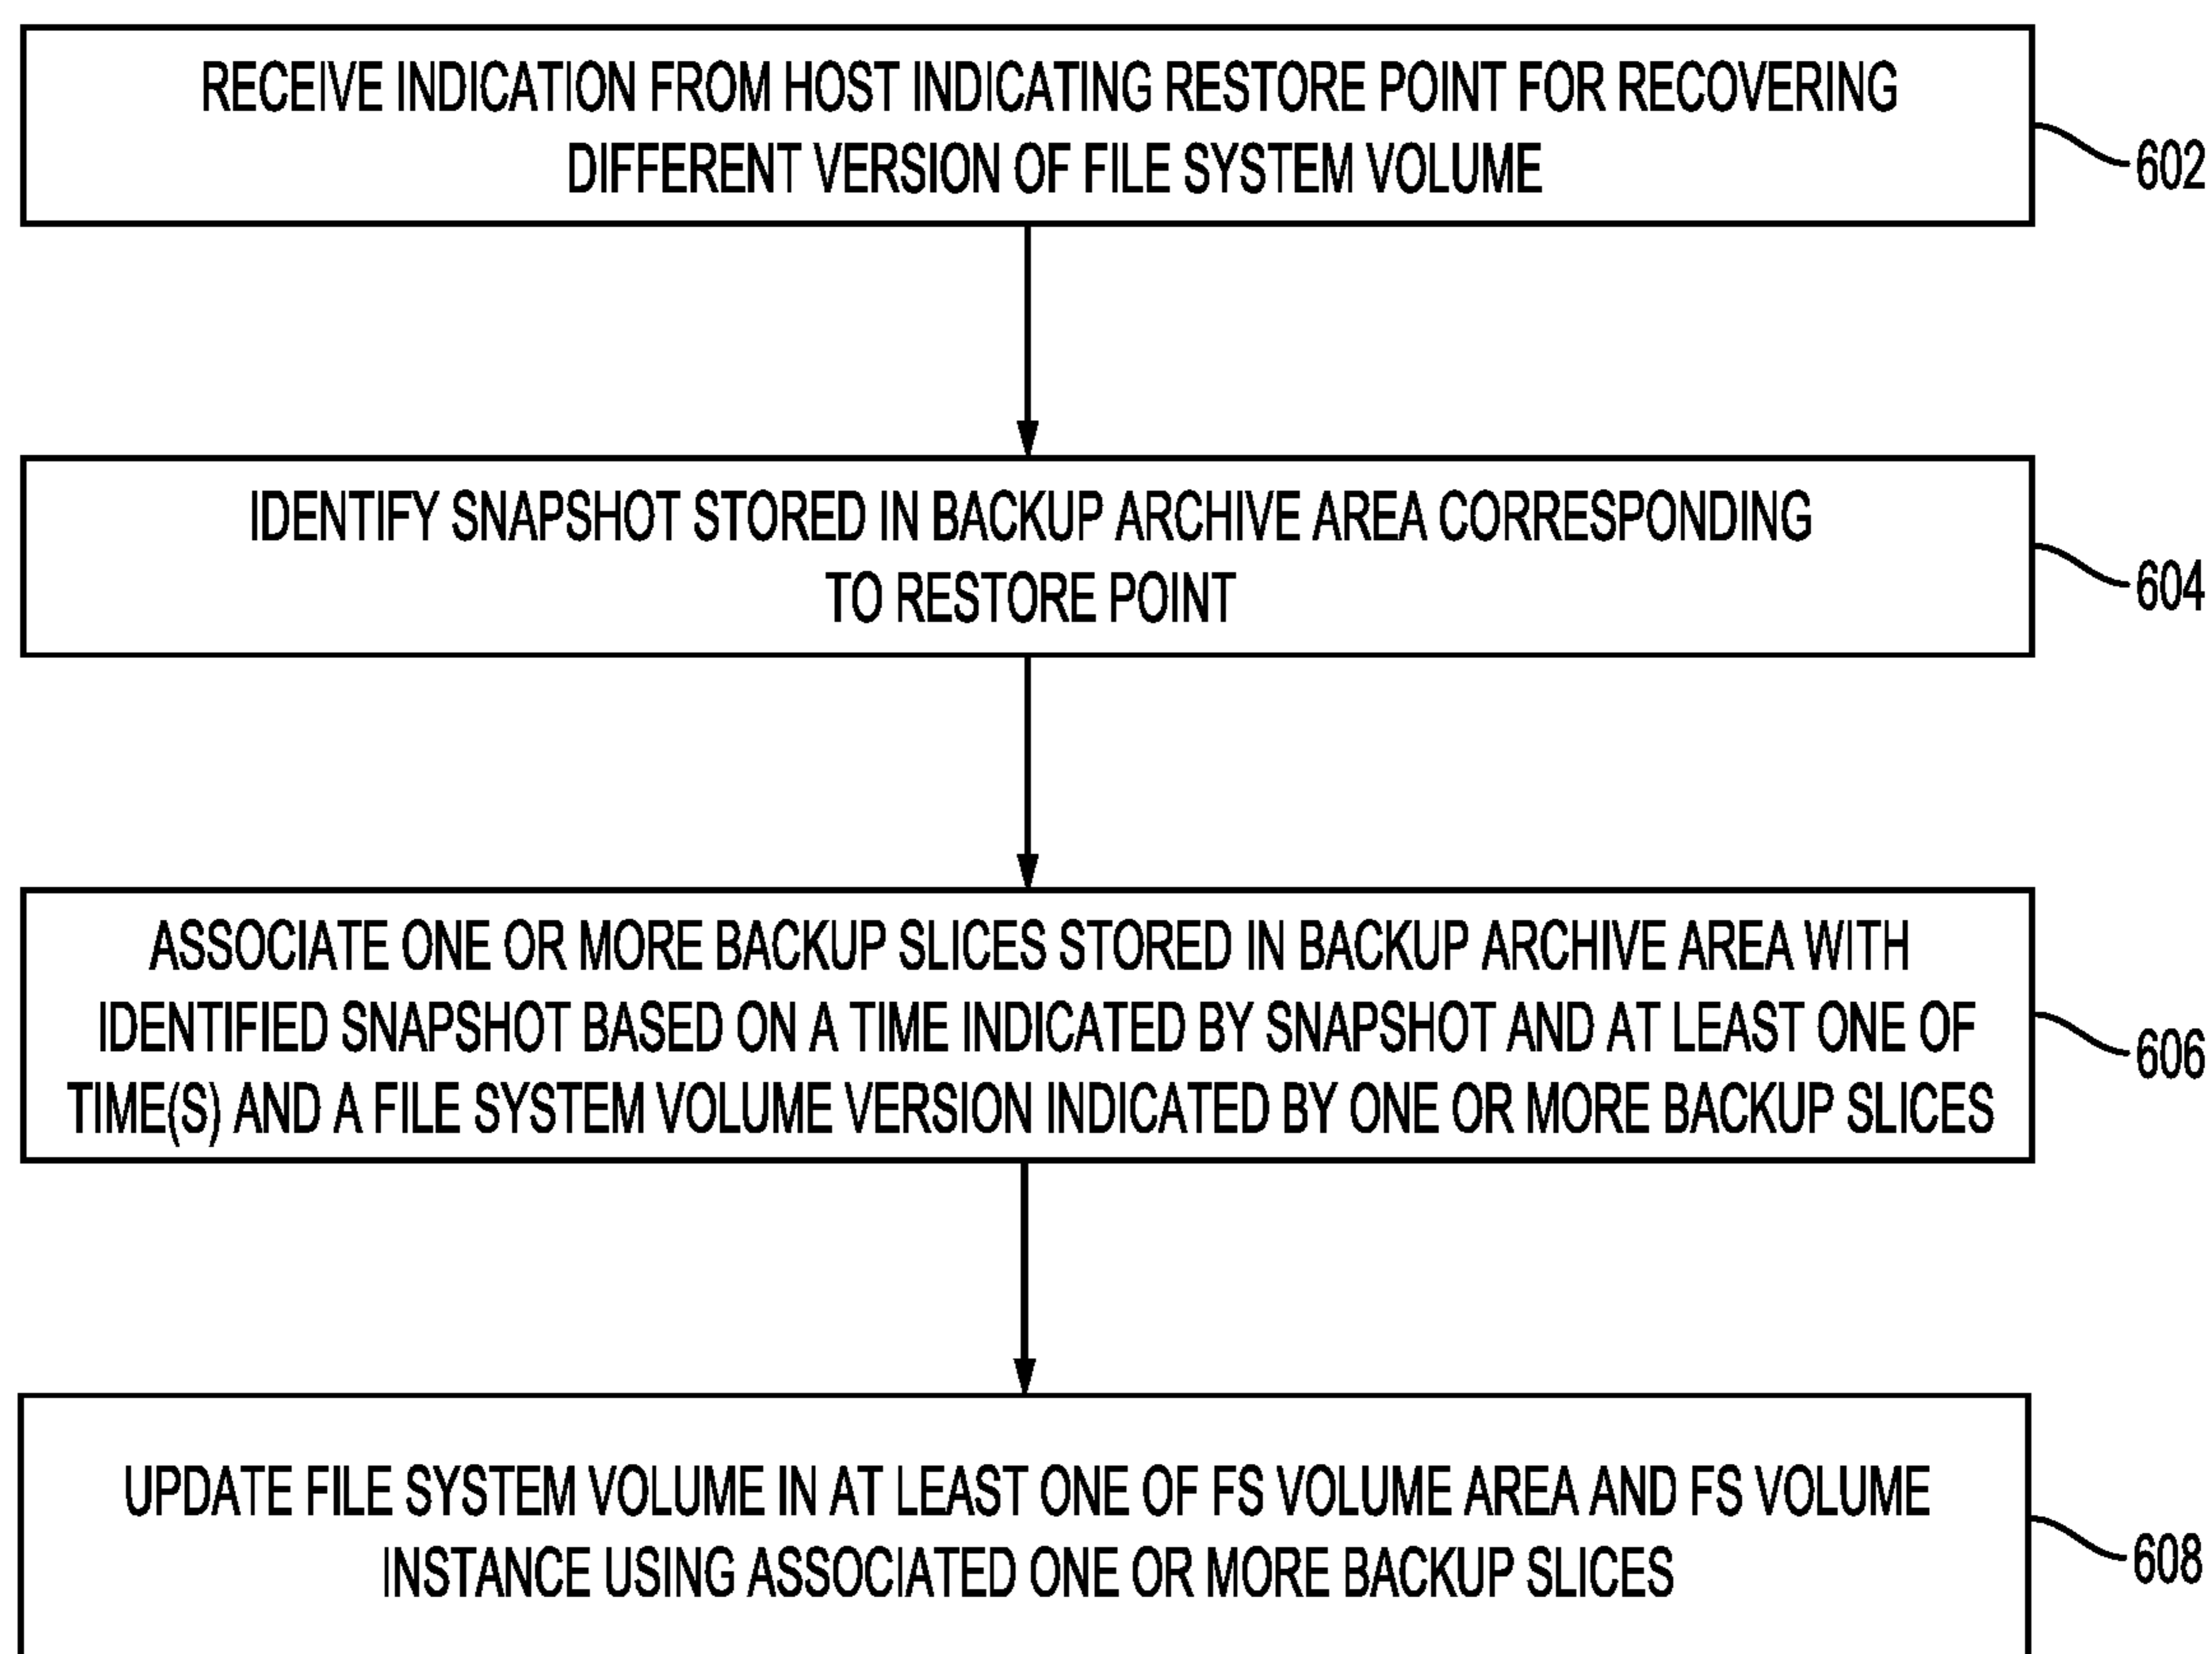 RECEIVE INDICATION FROM HOST INDICATING RESTORE POINT FOR RECOVERING
DIFFERENT VERSION OF FILE SYSTEM VOLUME
602
IDENTIFY SNAPSHOT STORED IN BACKUP ARCHIVE AREA CORRESPONDING
TO RESTORE POINT
604
ASSOCIATE ONE OR MORE BACKUP SLICES STORED IN BACKUP ARCHIVE AREA WITH
IDENTIFIED SNAPSHOT BASED ON A TIME INDICATED BY SNAPSHOT AND AT LEAST ONE OF
TIME(S) AND A FILE SYSTEM VOLUME VERSION INDICATED BY ONE OR MORE BACKUP SLICES
606
UPDATE FILE SYSTEM VOLUME IN AT LEAST ONE OF FS VOLUME AREA AND FS VOLUME
INSTANCE USING ASSOCIATED ONE OR MORE BACKUP SLICES
608